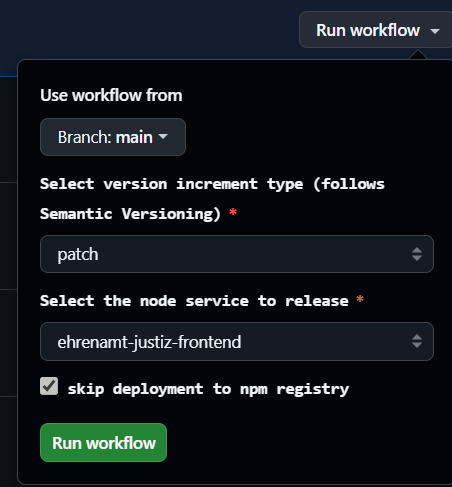 Run workflow
Use workflow from
Branch: main
Select version increment type (follows
Semantic Versioning) *
patch
Select the node service to release *
ehrenamt-justiz-frontend
skip deployment to npm registry
Run workflow